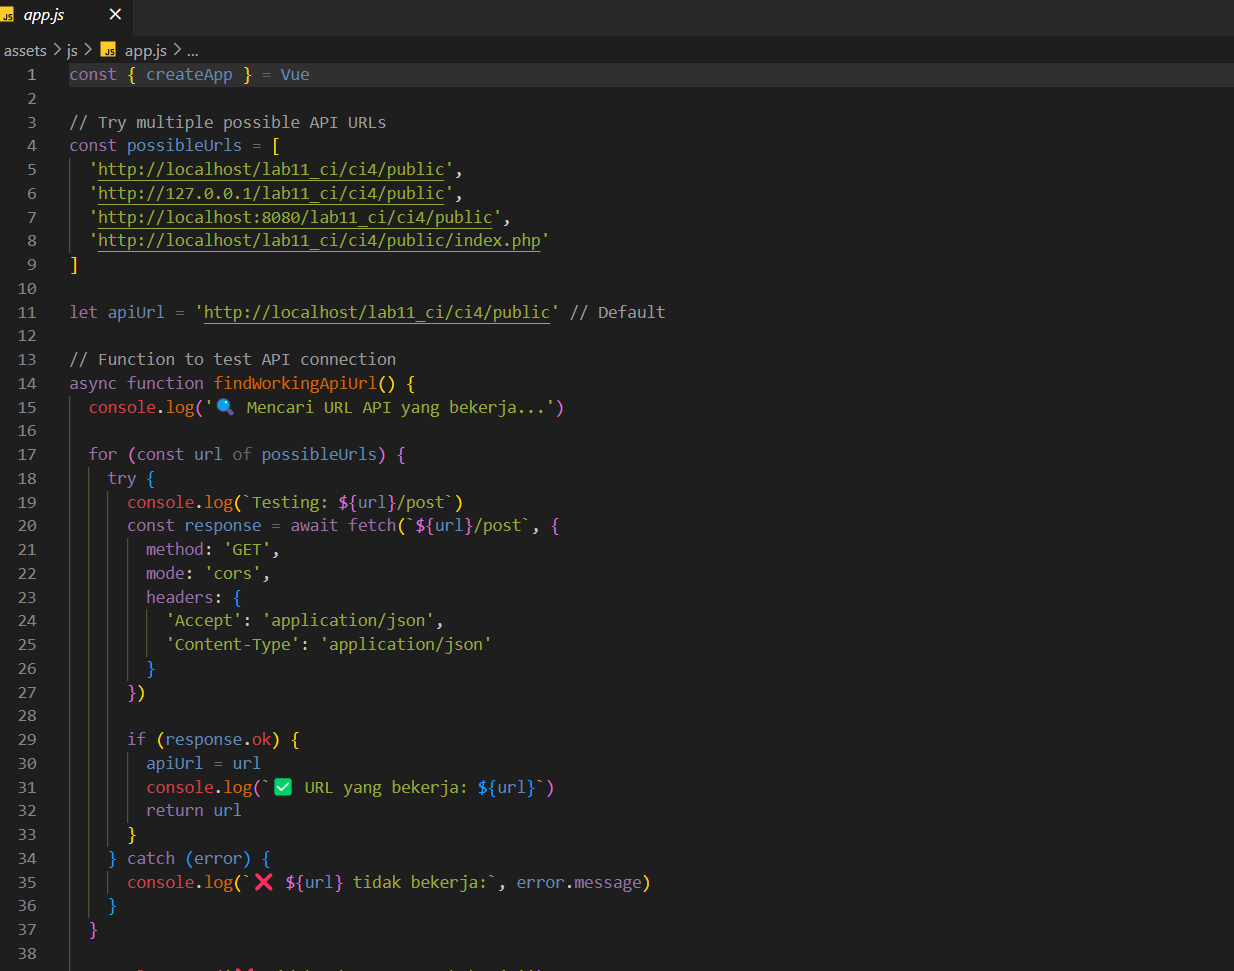 JS app.js ×
assets > js > JS app.js > ...
1 const { createApp } = Vue
2
3 // Try multiple possible API URLs
4 const possibleUrls = [
5   'http://localhost/lab11_ci/ci4/public',
6   'http://127.0.0.1/lab11_ci/ci4/public',
7   'http://localhost:8080/lab11_ci/ci4/public',
8   'http://localhost/lab11_ci/ci4/public/index.php'
9 ]
10
11 let apiUrl = 'http://localhost/lab11_ci/ci4/public' // Default
12
13 // Function to test API connection
14 async function findWorkingApiUrl() {
15   console.log('🔍 Mencari URL API yang bekerja...')
16
17   for (const url of possibleUrls) {
18     try {
19       console.log(`Testing: ${url}/post`)
20       const response = await fetch(`${url}/post`, {
21         method: 'GET',
22         mode: 'cors',
23         headers: {
24           'Accept': 'application/json',
25           'Content-Type': 'application/json'
26         }
27       })
28
29       if (response.ok) {
30         apiUrl = url
31         console.log(`✅ URL yang bekerja: ${url}`)
32         return url
33       }
34     } catch (error) {
35       console.log(`❌ ${url} tidak bekerja:`, error.message)
36     }
37   }
38